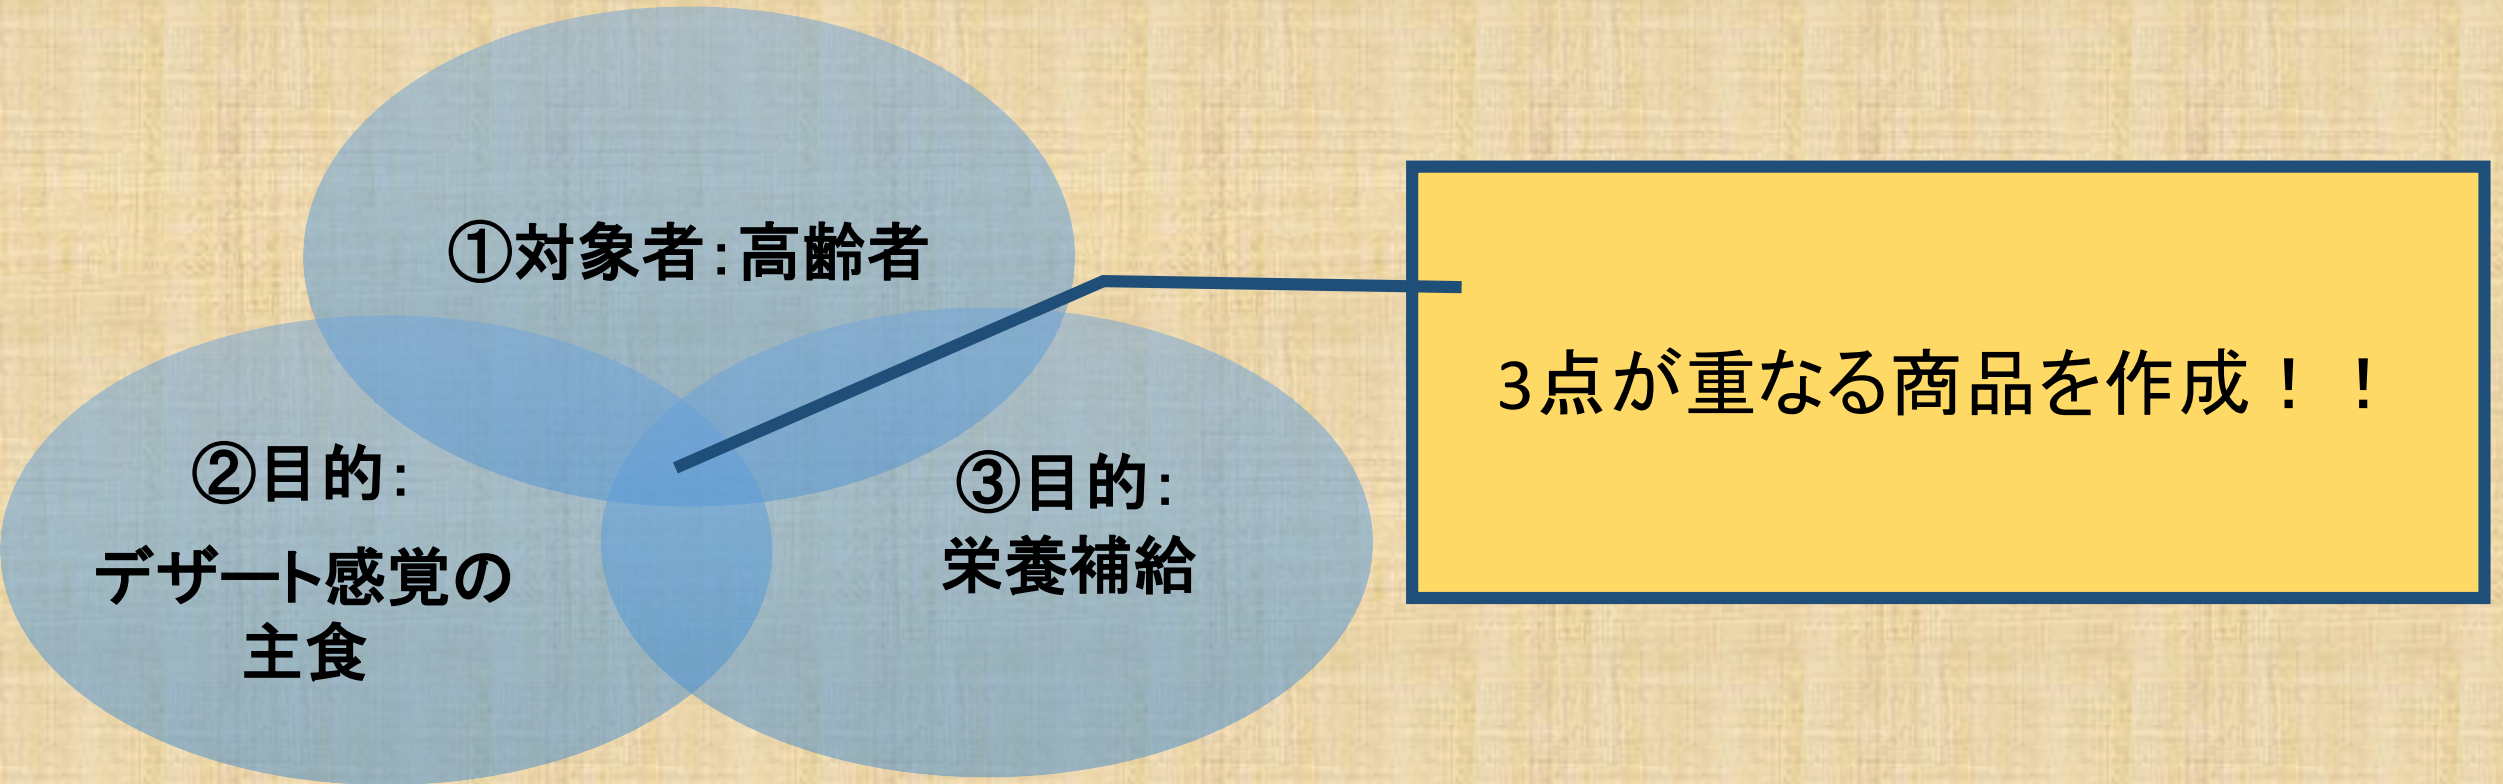 ①対象者：高齢者
②目的：
デザート感覚の
主食
③目的：
栄養補給
3点が重なる商品を作成！！